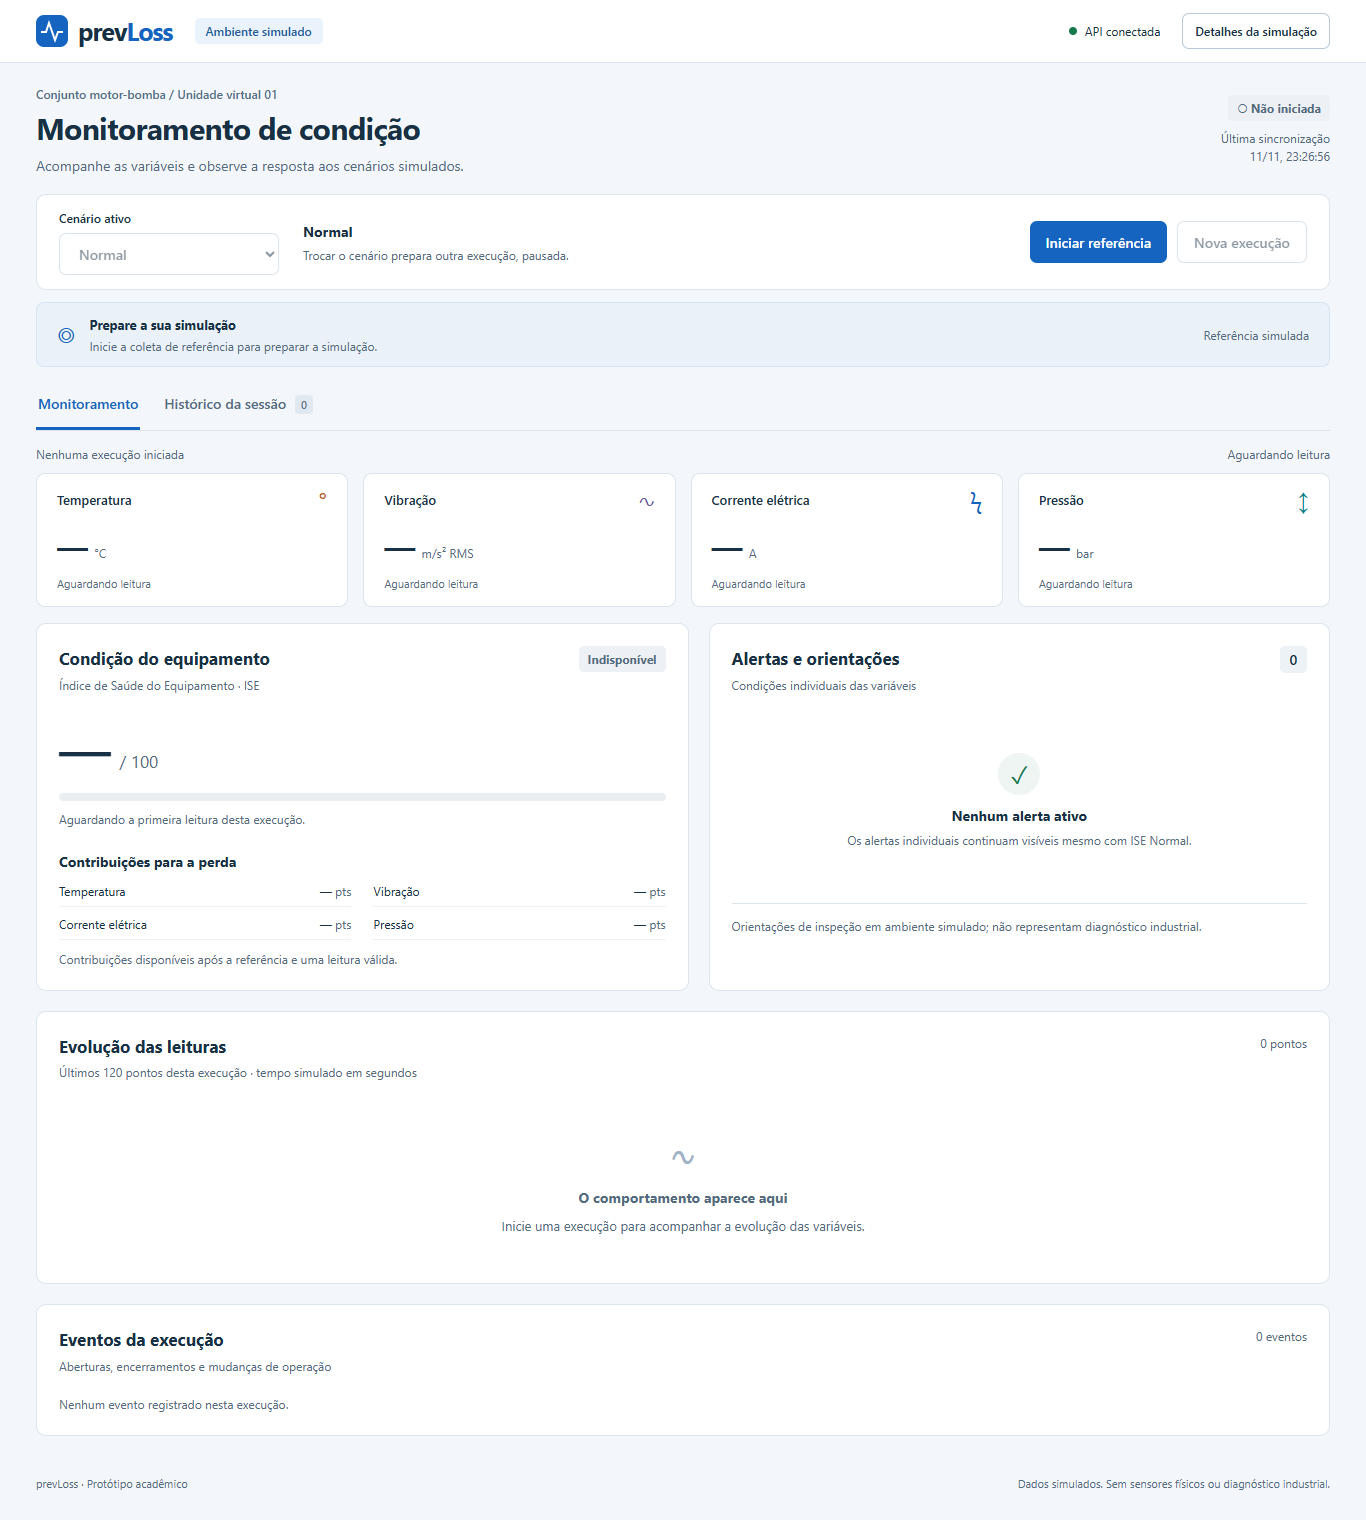 prevLoss
Ambiente simulado
API conectada
Detalhes da simulação
Conjunto motor-bomba / Unidade virtual 01
Monitoramento de condição
Acompanhe as variáveis e observe a resposta aos cenários simulados.
Não iniciada
Última sincronização
11/11, 23:26:56
Cenário ativo
Normal
Normal
Trocar o cenário prepara outra execução, pausada.
Iniciar referência
Nova execução
Prepare a sua simulação
Inicie a coleta de referência para preparar a simulação.
Referência simulada
Monitoramento
Histórico da sessão 0
Nenhuma execução iniciada
Aguardando leitura
Temperatura
— °C
Aguardando leitura
Vibração
— m/s² RMS
Aguardando leitura
Corrente elétrica
— A
Aguardando leitura
Pressão
— bar
Aguardando leitura
Condição do equipamento
Indisponível
Índice de Saúde do Equipamento · ISE
— / 100
Aguardando a primeira leitura desta execução.
Contribuições para a perda
Temperatura — pts
Vibração — pts
Corrente elétrica — pts
Pressão — pts
Contribuições disponíveis após a referência e uma leitura válida.
Alertas e orientações
0
Condições individuais das variáveis
Nenhum alerta ativo
Os alertas individuais continuam visíveis mesmo com ISE Normal.
Orientações de inspeção em ambiente simulado; não representam diagnóstico industrial.
Evolução das leituras
0 pontos
Últimos 120 pontos desta execução · tempo simulado em segundos
O comportamento aparece aqui
Inicie uma execução para acompanhar a evolução das variáveis.
Eventos da execução
0 eventos
Aberturas, encerramentos e mudanças de operação
Nenhum evento registrado nesta execução.
prevLoss · Protótipo acadêmico
Dados simulados. Sem sensores físicos ou diagnóstico industrial.